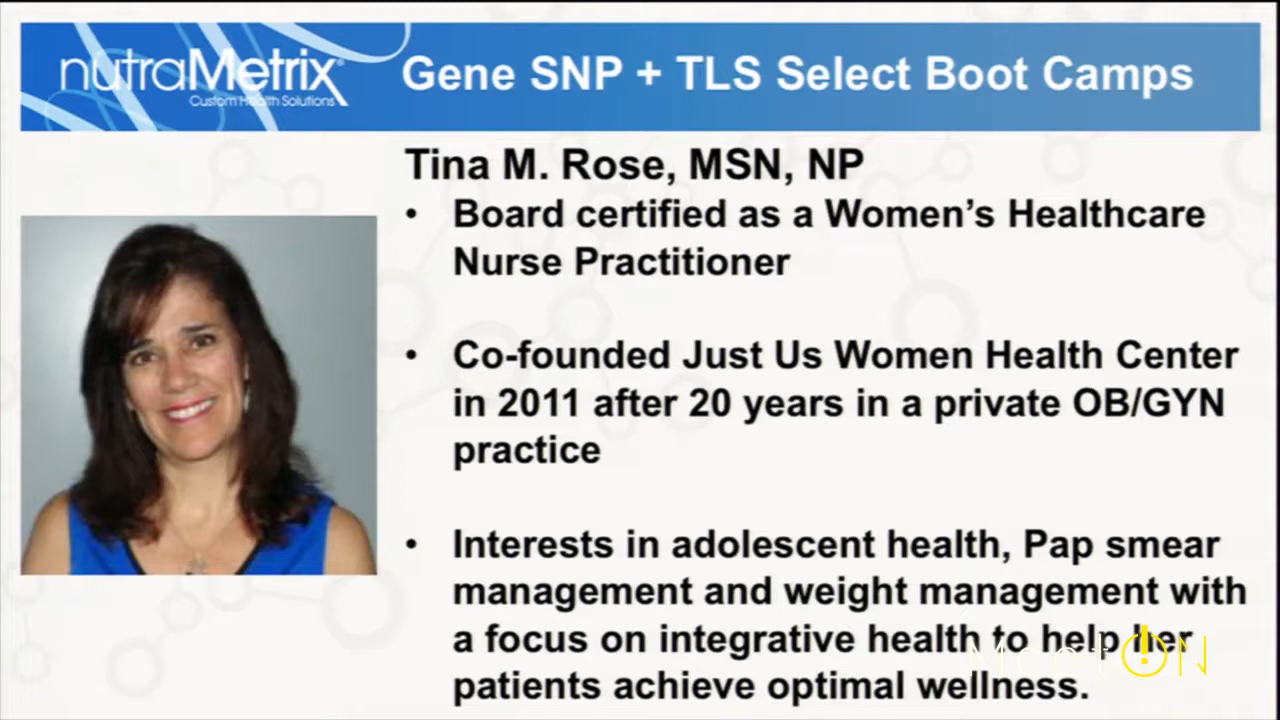 nutraMetrix®
Custom Health Solutions
Gene SNP + TLS Select Boot Camps
Tina M. Rose, MSN, NP
• Board certified as a Women’s Healthcare
Nurse Practitioner
• Co-founded Just Us Women Health Center
in 2011 after 20 years in a private OB/GYN
practice
• Interests in adolescent health, Pap smear
management and weight management with
a focus on integrative health to help her
patients achieve optimal wellness.